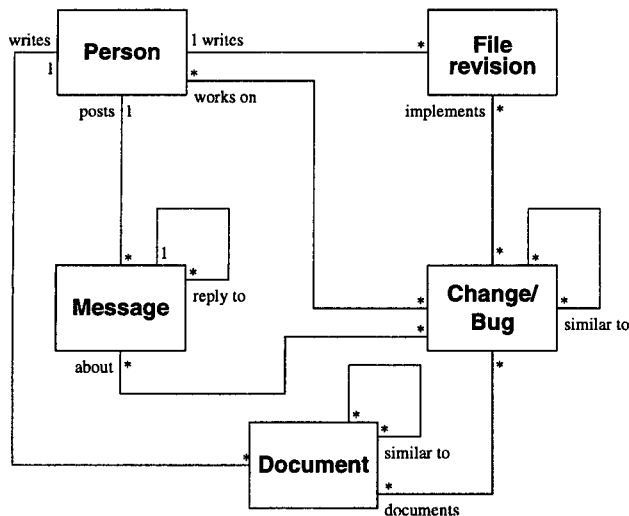 writes
1
Person
1 writes
*
*
works on
posts
1
*
File
revision
implements
*
*
1
*
reply to
Message
about
*
*
*
Change/
Bug
*
*
similar to
*
*
*
similar to
*
Document
*
documents